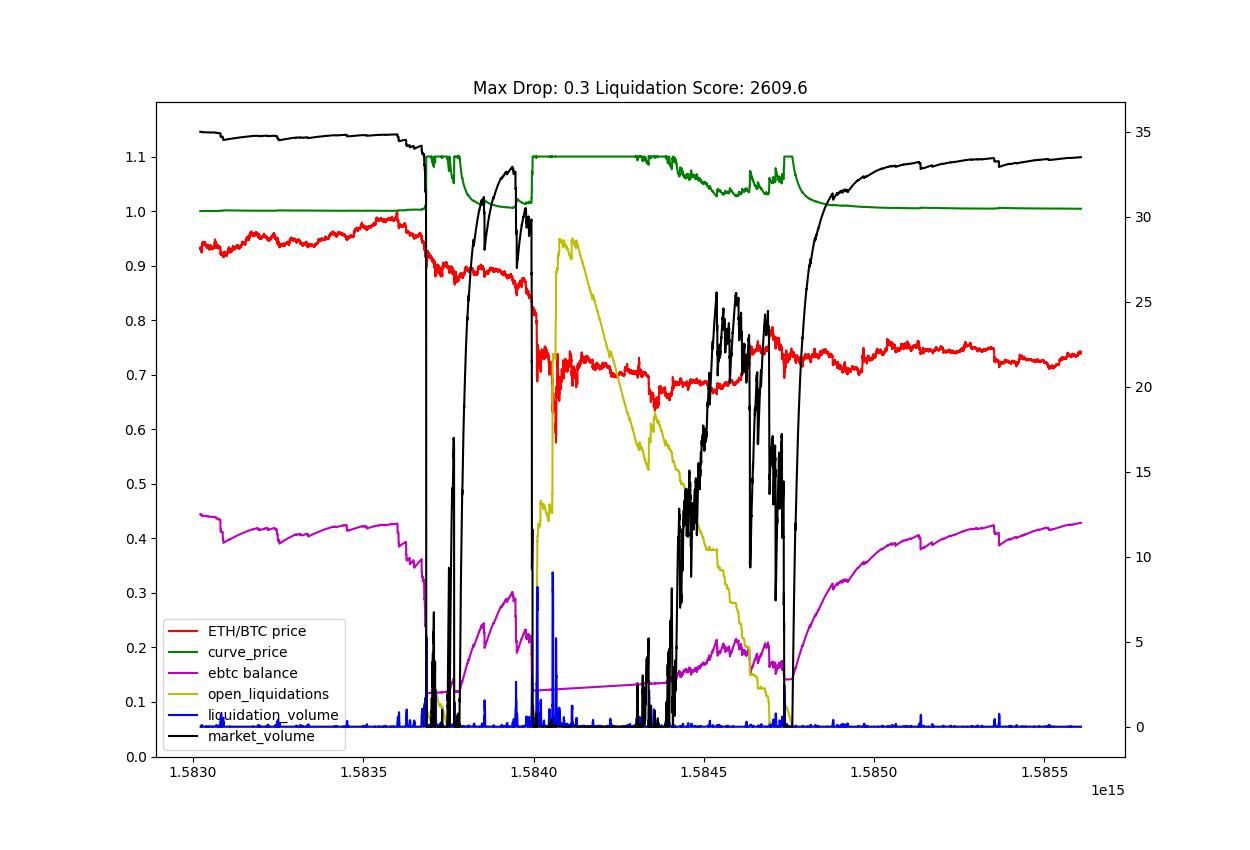 Max Drop: 0.3 Liquidation Score: 2609.6
1.1
1.0
0.9
0.8
0.7
0.6
0.5
0.4
0.3
0.2
0.1
0.0
35
30
25
20
15
10
5
0
ETH/BTC price
curve_price
ebtc balance
open_liquidations
liquidation_volume
market_volume
1.5830 1.5835 1.5840 1.5845 1.5850 1.5855
1e15